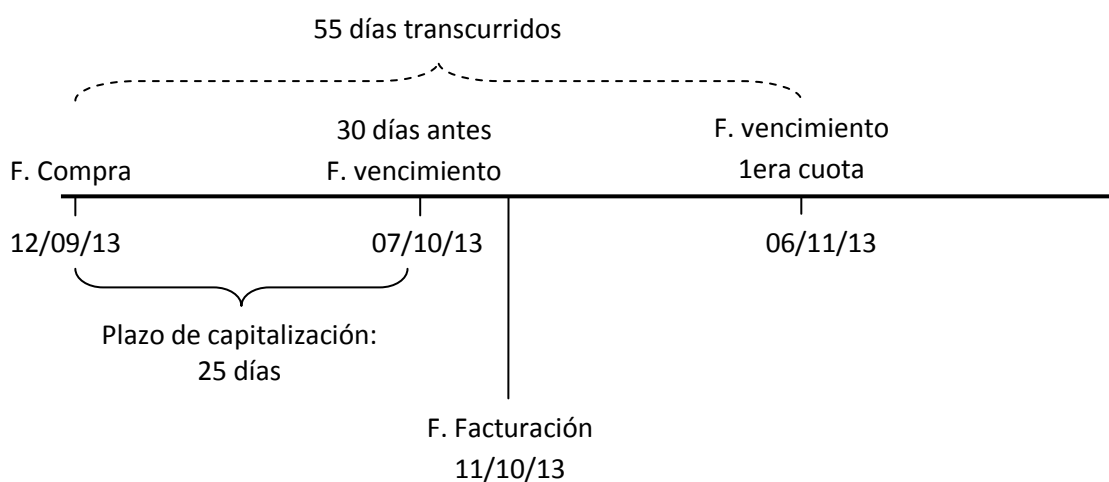 55 días transcurridos
30 días antes
F. vencimiento
F. vencimiento
1era cuota
F. Compra
12/09/13
07/10/13
06/11/13
Plazo de capitalización:
25 días
F. Facturación
11/10/13